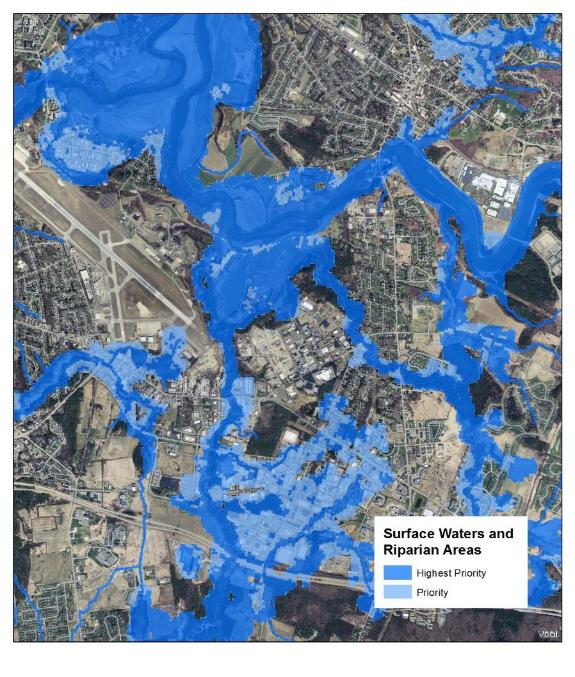 Surface Waters and
Riparian Areas
Highest Priority
Priority